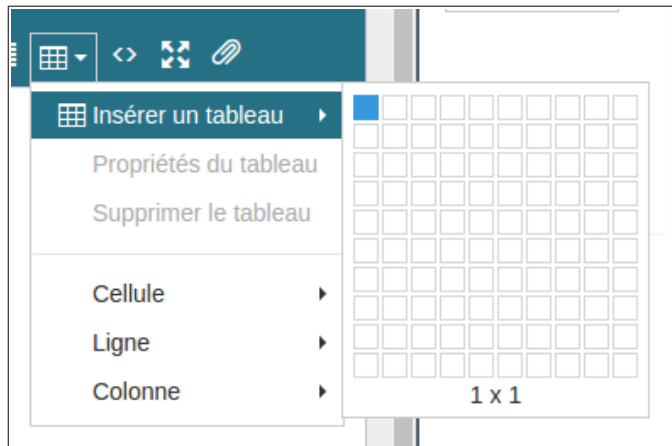 Insérer un tableau
Propriétés du tableau
Supprimer le tableau
Cellule
Ligne
Colonne
1 x 1